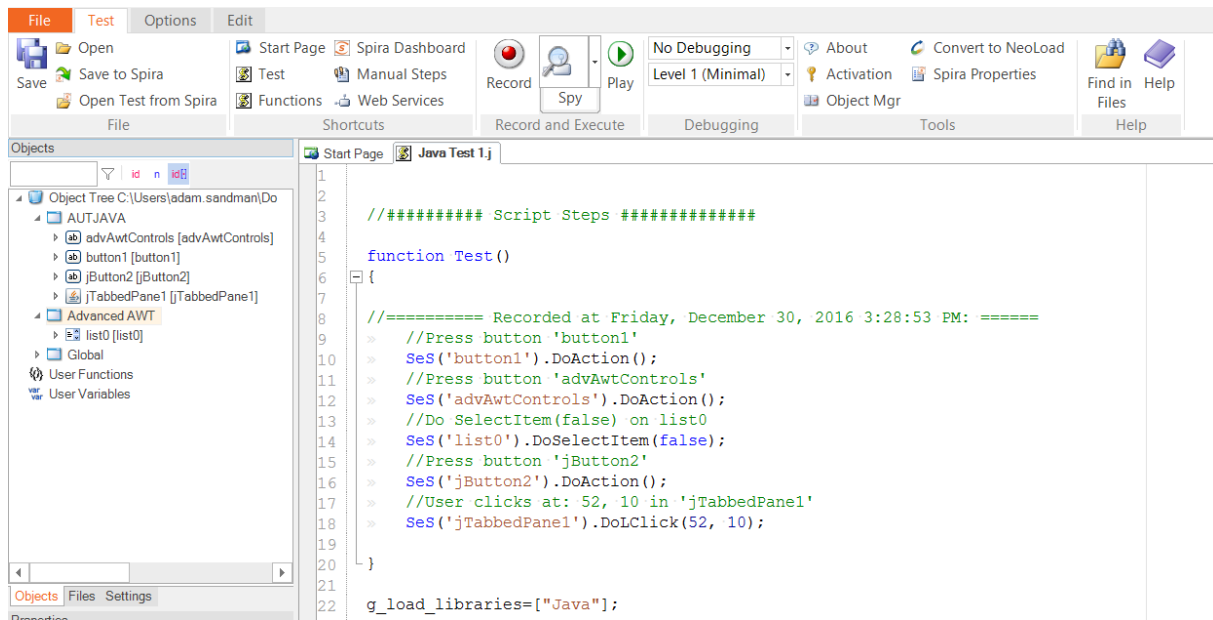 File Test Options Edit
Open Start Page Spira Dashboard No Debugging About Convert to NeoLoad
Save to Spira Test Manual Steps Level 1 (Minimal) Activation Spira Properties
Save Record Play Find in Help
Open Test from Spira Functions Web Services Spy Object Mgr Files
File Shortcuts Record and Execute Debugging Tools Help
Objects
Start Page Java Test 1.j
id n id
Object Tree C:\Users\adam.sandman\Do
AUTJAVA
advAwtControls [advAwtControls]
button1 [button1]
jButton2 [jButton2]
jTabbedPane1 [jTabbedPane1]
Advanced AWT
list0 [list0]
Global
User Functions
var var User Variables
Objects Files Settings
Properties
1
2
3 //########## Script Steps ##############
4
5 function Test()
6 {
7
8 //========== Recorded at Friday, December 30, 2016 3:28:53 PM: ======
9 //Press button 'button1'
10 SeS('button1').DoAction();
11 //Press button 'advAwtControls'
12 SeS('advAwtControls').DoAction();
13 //Do SelectItem(false) on list0
14 SeS('list0').DoSelectItem(false);
15 //Press button 'jButton2'
16 SeS('jButton2').DoAction();
17 //User clicks at: 52, 10 in 'jTabbedPane1'
18 SeS('jTabbedPane1').DoLClick(52, 10);
19
20 }
21
22 g_load_libraries=["Java"];